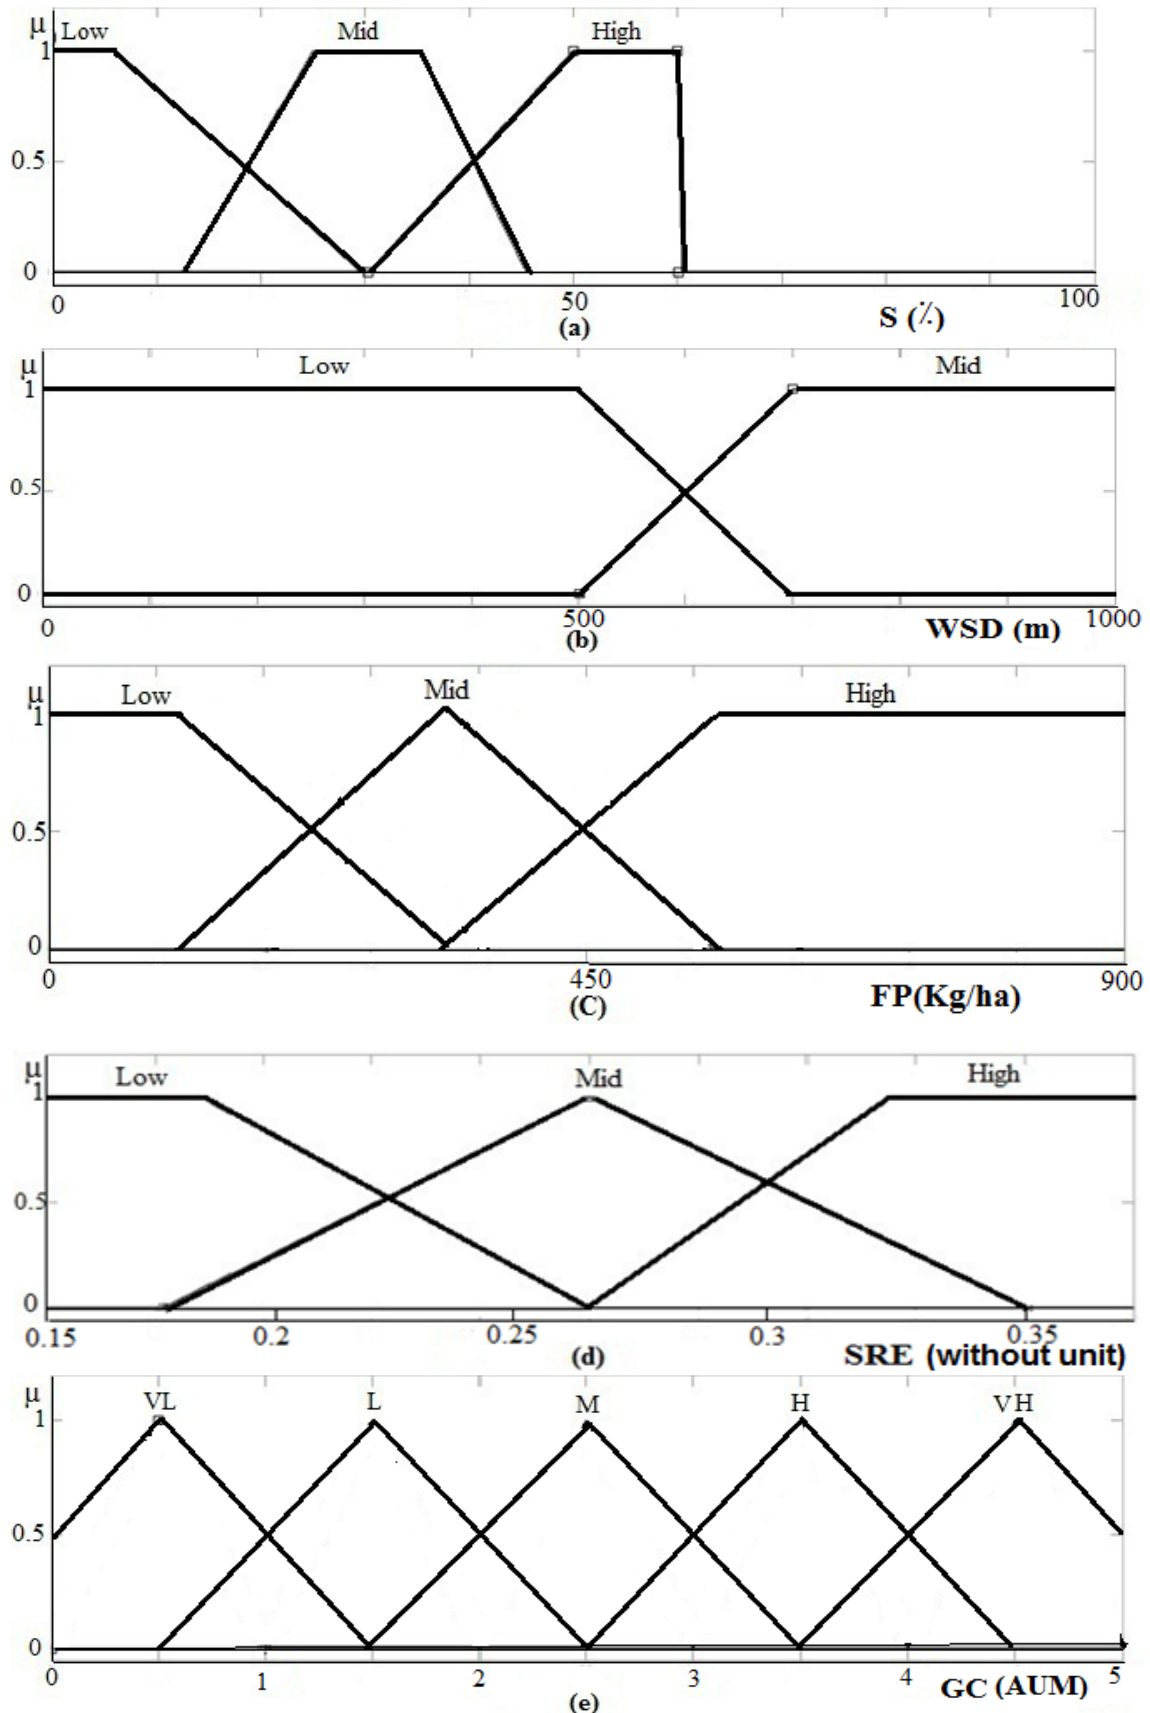 μ Low Mid High
1
0.5
0
0 50 100
(a) S (٪)
μ Low Mid
1
0.5
0
0 500 1000
(b) WSD (m)
μ Low Mid High
1
0.5
0
0 450 900
(C) FP(Kg/ha)
μ Low Mid High
1
0.5
0
0.15 0.2 0.25 0.3 0.35
(d) SRE (without unit)
μ VL L M H VH
1
0.5
0
0 1 2 3 4 5
(e) GC (AUM)